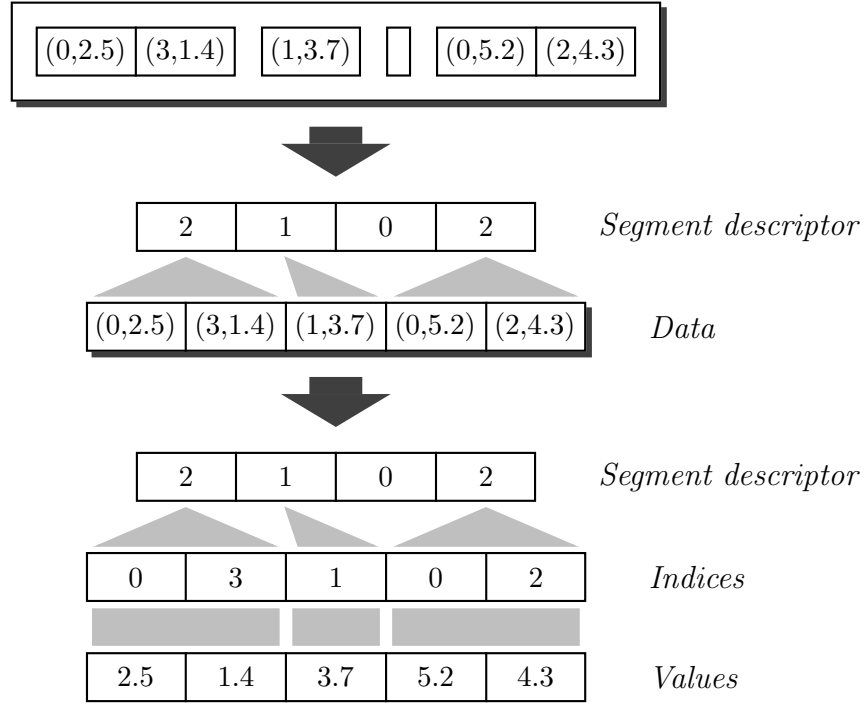 (0,2.5) (3,1.4) (1,3.7) (0,5.2) (2,4.3)
2 1 0 2 Segment descriptor
(0,2.5) (3,1.4) (1,3.7) (0,5.2) (2,4.3) Data
2 1 0 2 Segment descriptor
0 3 1 0 2 Indices
2.5 1.4 3.7 5.2 4.3 Values